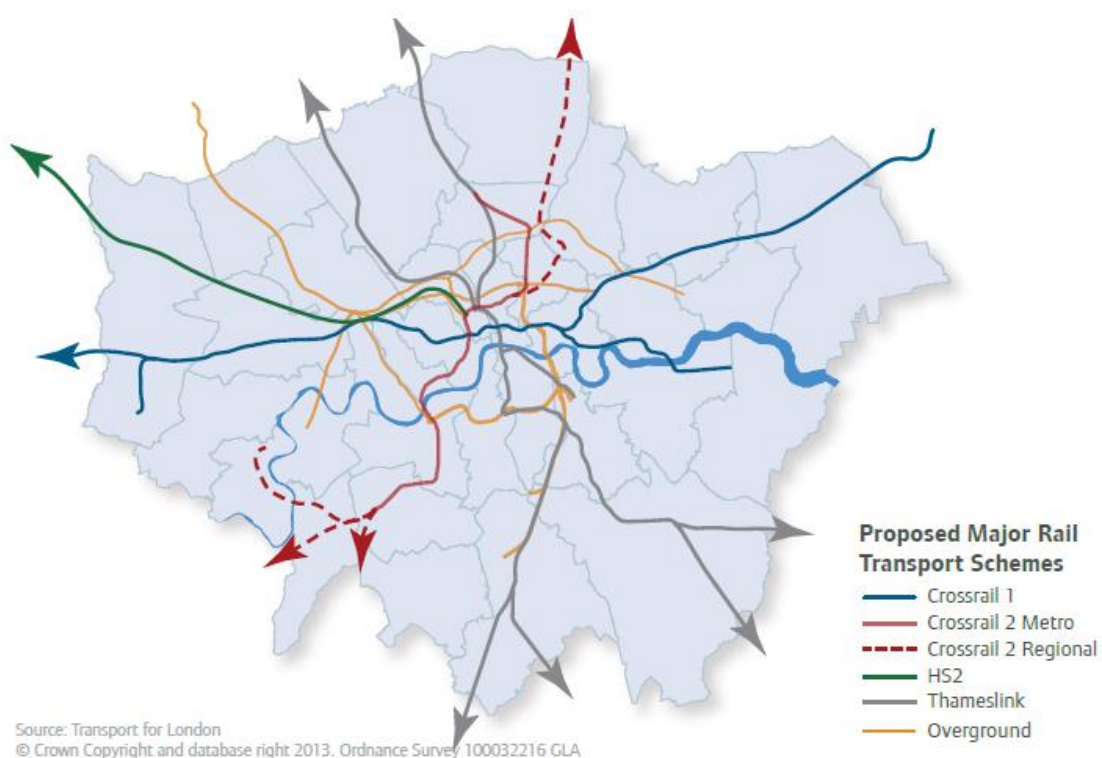 Proposed Major Rail
Transport Schemes
Crossrail 1
Crossrail 2 Metro
Crossrail 2 Regional
HS2
Thameslink
Overground
Source: Transport for London
© Crown Copyright and database right 2013. Ordnance Survey 100032216 GLA